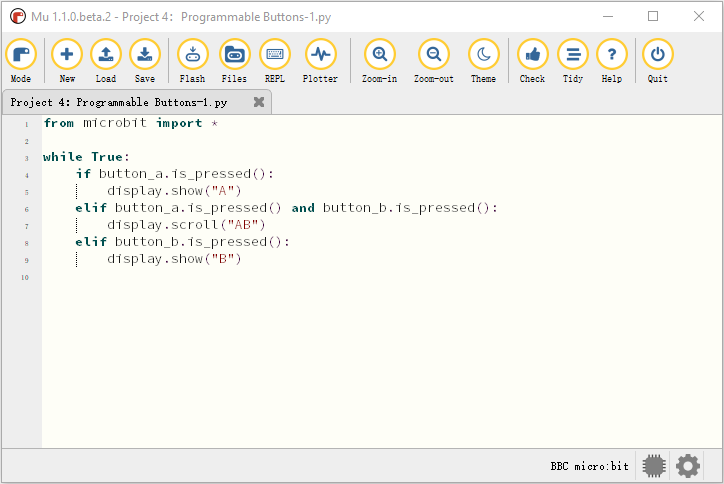 Mu 1.1.0.beta.2 - Project 4： Programmable Buttons-1.py
Mode New Load Save Flash Files REPL Plotter Zoom-in Zoom-out Theme Check Tidy Help Quit
Project 4： Programmable Buttons-1.py
1 from microbit import *
2
3 while True:
4 if button_a.is_pressed():
5 display.show("A")
6 elif button_a.is_pressed() and button_b.is_pressed():
7 display.scroll("AB")
8 elif button_b.is_pressed():
9 display.show("B")
10
BBC micro:bit